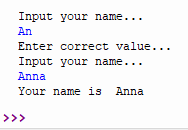 Input your name...
An
Enter correct value...
Input your name...
Anna
Your name is  Anna
>>>